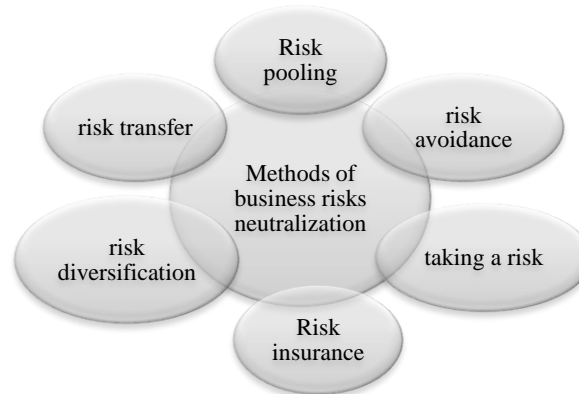 Risk
pooling
risk transfer
risk
avoidance
Methods of
business risks
neutralization
risk
diversification
taking a risk
Risk
insurance